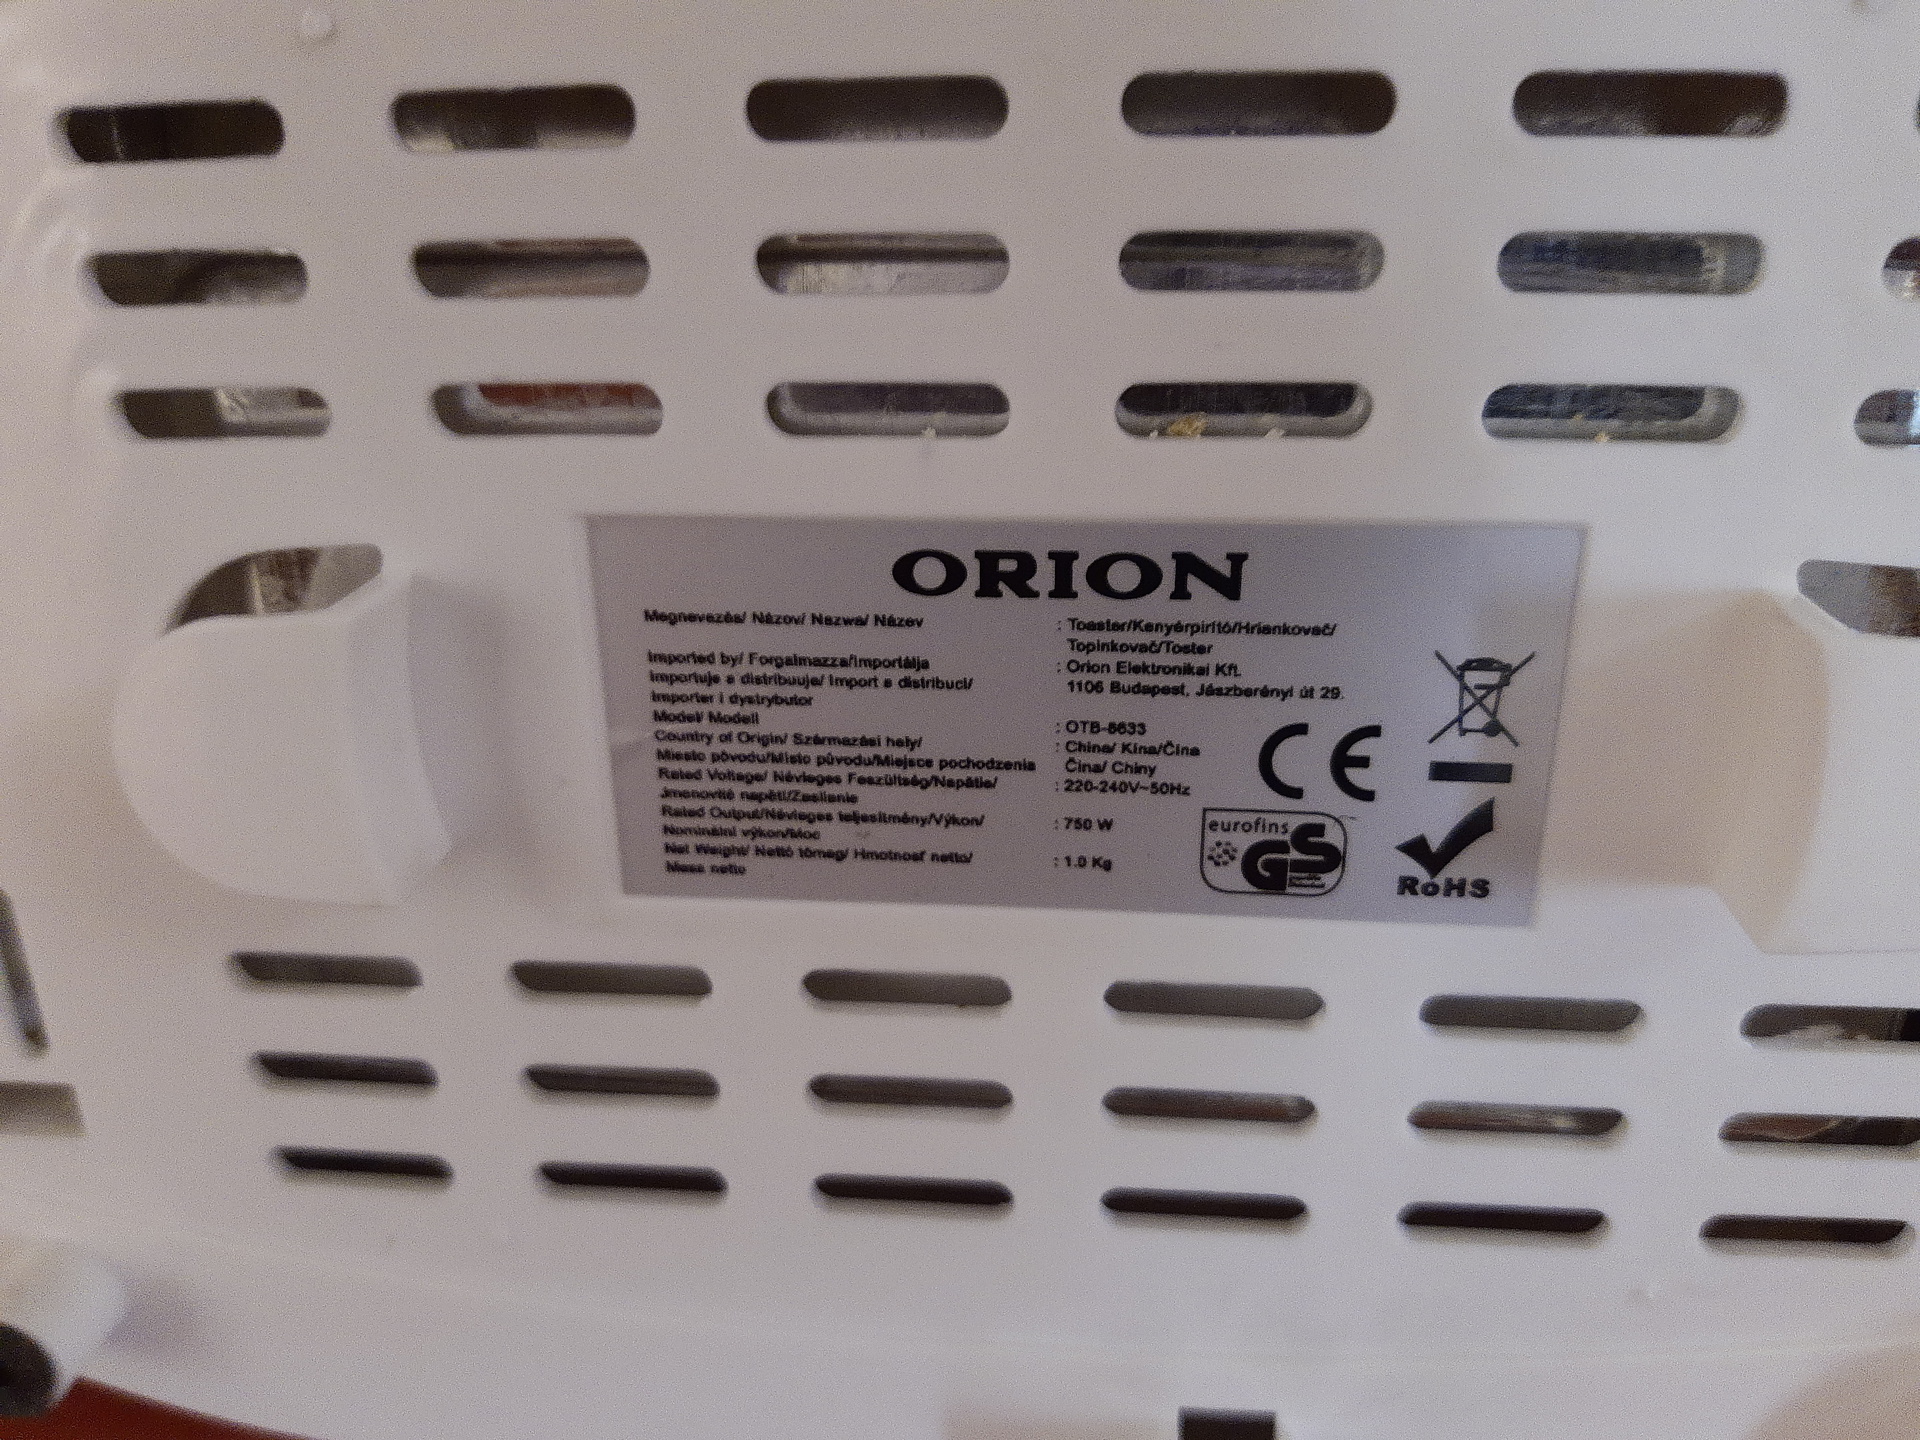 ORION
Megnevezés/ Názov/ Nazwa/ Název : Toaster/Kenyérpirító/Hriankovač/
Topinkovač/Toster
Imported by/ Forgalmazza/Importálja : Orion Elektronikai Kft.
Importuje a distribuuje/ Import a distribuci/ 1106 Budapest, Jászberényi út 29.
Importer i dystrybutor
Model/ Modell : OTB-8633
Country of Origin/ Származási hely/ : China/ Kína/Čína
Miesto pôvodu/Místo původu/Miejsce pochodzenia Čína/ Chiny
Rated Voltage/ Névleges Feszültség/Napätie/ : 220-240V~50Hz
Jmenovité napětí/Zasilanie
Rated Output/Névleges teljesítmény/Výkon/ : 750 W
Nominální výkon/Moc
Net Weight/ Nettó tömeg/ Hmotnosť netto/ : 1.0 Kg
Masa netto
CE
eurofins
GS
RoHS